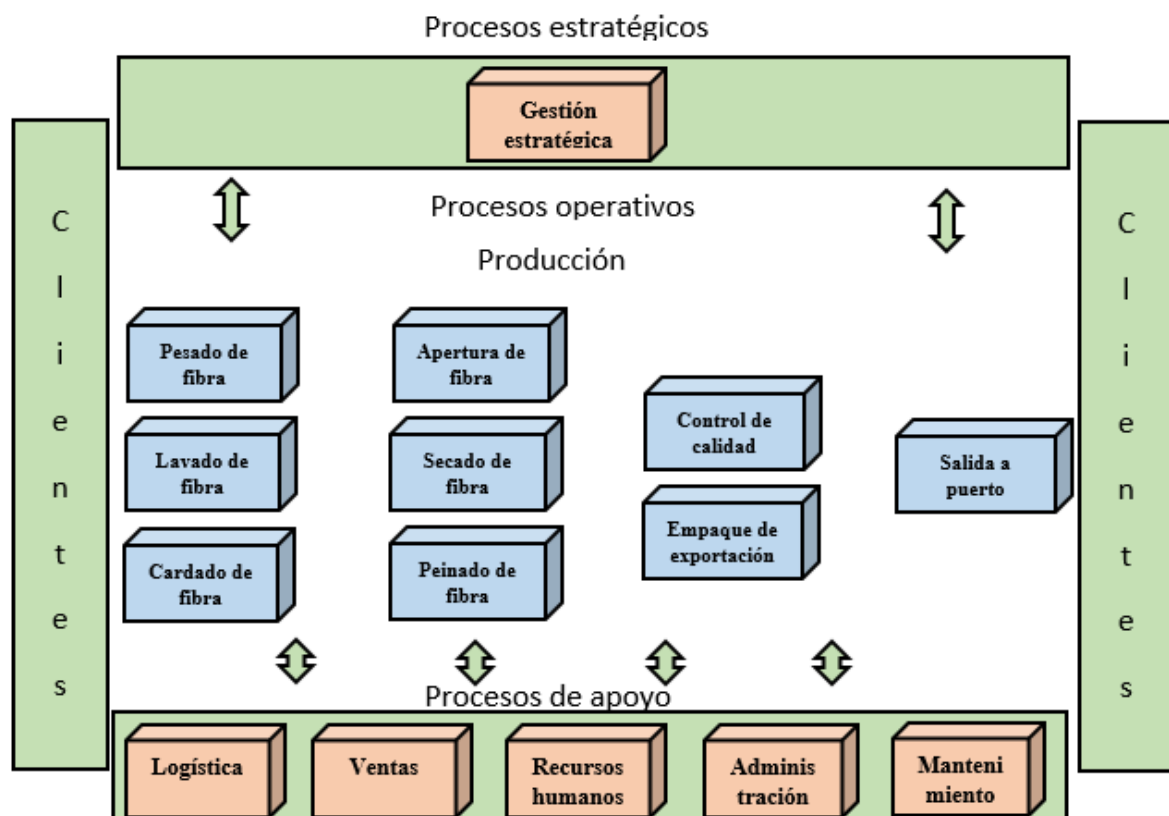 Procesos estratégicos
Gestión
estratégica
Clientes
Procesos operativos
Producción
Pesado de
fibra
Apertura de
fibra
Lavado de
fibra
Secado de
fibra
Cardado de
fibra
Peinado de
fibra
Control de
calidad
Empaque de
exportación
Salida a
puerto
Clientes
Procesos de apoyo
Logística
Ventas
Recursos
humanos
Adminis
tración
Manteni
miento